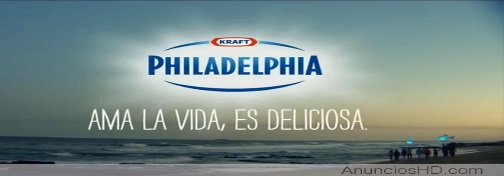 KRAFT
PHILADELPHIA
AMA LA VIDA, ES DELICIOSA.
AnunciosHD.com